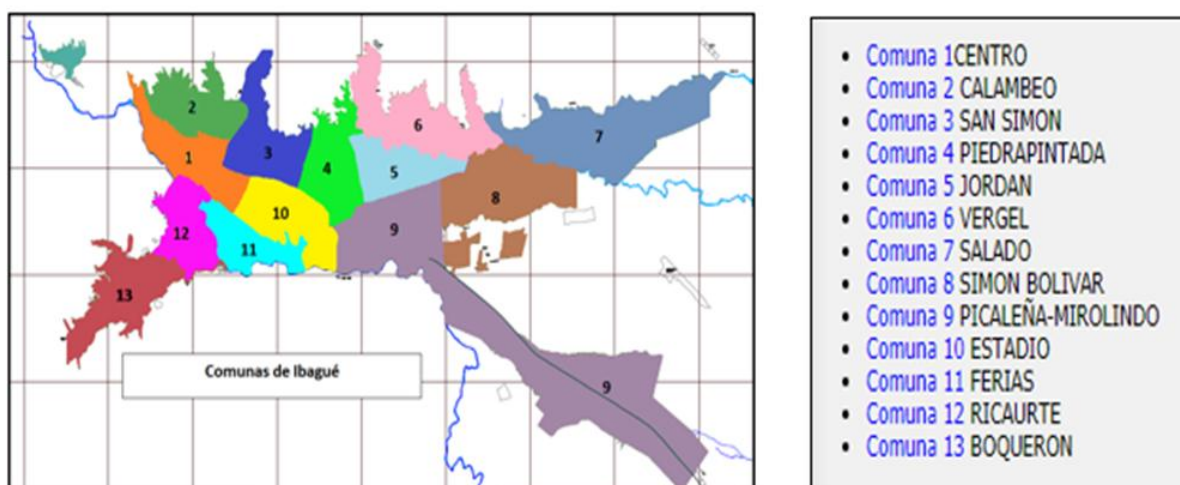 2
1
3
4
6
5
7
8
10
9
12
11
13
9
Comunas de Ibagué
Comuna 1CENTRO
Comuna 2 CALAMBEO
Comuna 3 SAN SIMON
Comuna 4 PIEDRAPINTADA
Comuna 5 JORDAN
Comuna 6 VERGEL
Comuna 7 SALADO
Comuna 8 SIMON BOLIVAR
Comuna 9 PICALEÑA-MIROLINDO
Comuna 10 ESTADIO
Comuna 11 FERIAS
Comuna 12 RICAURTE
Comuna 13 BOQUERON